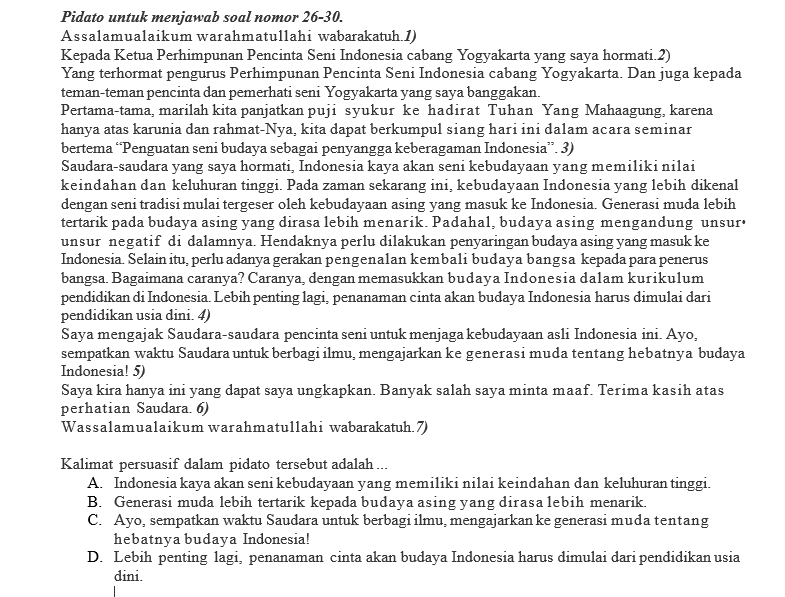 Pidato untuk menjawab soal nomor 26-30.
Assalamualaikum warahmatullahi wabarakatuh.1)
Kepada Ketua Perhimpunan Pencinta Seni Indonesia cabang Yogyakarta yang saya hormati.2)
Yang terhormat pengurus Perhimpunan Pencinta Seni Indonesia cabang Yogyakarta. Dan juga kepada
teman-teman pencinta dan pemerhati seni Yogyakarta yang saya banggakan.
Pertama-tama, marilah kita panjatkan puji syukur ke hadirat Tuhan Yang Mahaagung, karena
hanya atas karunia dan rahmat-Nya, kita dapat berkumpul siang hari ini dalam acara seminar
bertema “Penguatan seni budaya sebagai penyangga keberagaman Indonesia”. 3)
Saudara-saudara yang saya hormati, Indonesia kaya akan seni kebudayaan yang memiliki nilai
keindahan dan keluhuran tinggi. Pada zaman sekarang ini, kebudayaan Indonesia yang lebih dikenal
dengan seni tradisi mulai tergeser oleh kebudayaan asing yang masuk ke Indonesia. Generasi muda lebih
tertarik pada budaya asing yang dirasa lebih menarik. Padahal, budaya asing mengandung unsur•
unsur negatif di dalamnya. Hendaknya perlu dilakukan penyaringan budaya asing yang masuk ke
Indonesia. Selain itu, perlu adanya gerakan pengenalan kembali budaya bangsa kepada para penerus
bangsa. Bagaimana caranya? Caranya, dengan memasukkan budaya Indonesia dalam kurikulum
pendidikan di Indonesia. Lebih penting lagi, penanaman cinta akan budaya Indonesia harus dimulai dari
pendidikan usia dini. 4)
Saya mengajak Saudara-saudara pencinta seni untuk menjaga kebudayaan asli Indonesia ini. Ayo,
sempatkan waktu Saudara untuk berbagi ilmu, mengajarkan ke generasi muda tentang hebatnya budaya
Indonesia! 5)
Saya kira hanya ini yang dapat saya ungkapkan. Banyak salah saya minta maaf. Terima kasih atas
perhatian Saudara. 6)
Wassalamualaikum warahmatullahi wabarakatuh.7)
Kalimat persuasif dalam pidato tersebut adalah ...
A. Indonesia kaya akan seni kebudayaan yang memiliki nilai keindahan dan keluhuran tinggi.
B. Generasi muda lebih tertarik kepada budaya asing yang dirasa lebih menarik.
C. Ayo, sempatkan waktu Saudara untuk berbagi ilmu, mengajarkan ke generasi muda tentang
hebatnya budaya Indonesia!
D. Lebih penting lagi, penanaman cinta akan budaya Indonesia harus dimulai dari pendidikan usia
dini.